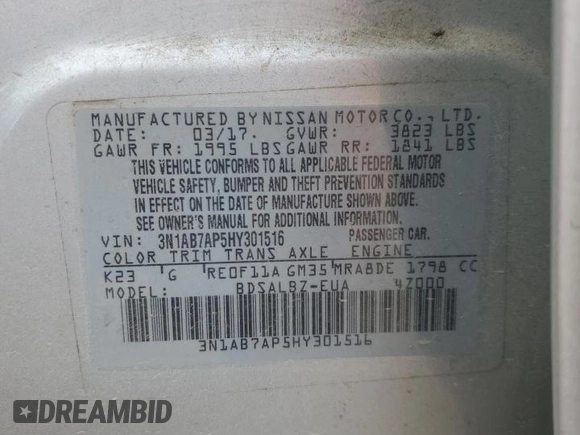 MANUFACTURED BY NISSAN MOTOR CO., LTD.
DATE: 03/17. GVWR: 3823 LBS
GAWR FR: 1995 LBS GAWR RR: 1841 LBS
THIS VEHICLE CONFORMS TO ALL APPLICABLE FEDERAL MOTOR
VEHICLE SAFETY, BUMPER AND THEFT PREVENTION STANDARDS
IN EFFECT ON THE DATE OF MANUFACTURE SHOWN ABOVE.
SEE OWNER'S MANUAL FOR ADDITIONAL INFORMATION.
VIN: 3N1AB7AP5HY301516 PASSENGER CAR.
COLOR TRIM TRANS AXLE ENGINE
K23 G RE0F11A GM35 MRA8DE 1798 CC
MODEL: BDSALBZ-EUA 4Z000
3N1AB7AP5HY301516
DREAMBID